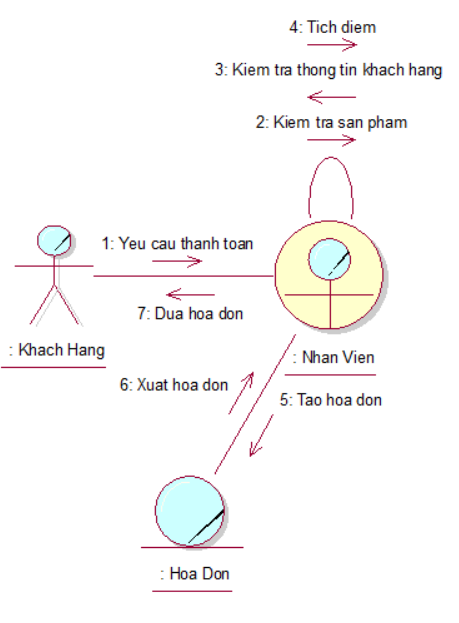 4: Tich diem
3: Kiem tra thong tin khach hang
2: Kiem tra san pham
1: Yeu cau thanh toan
7: Dua hoa don
: Khach Hang
: Nhan Vien
6: Xuat hoa don
5: Tao hoa don
: Hoa Don